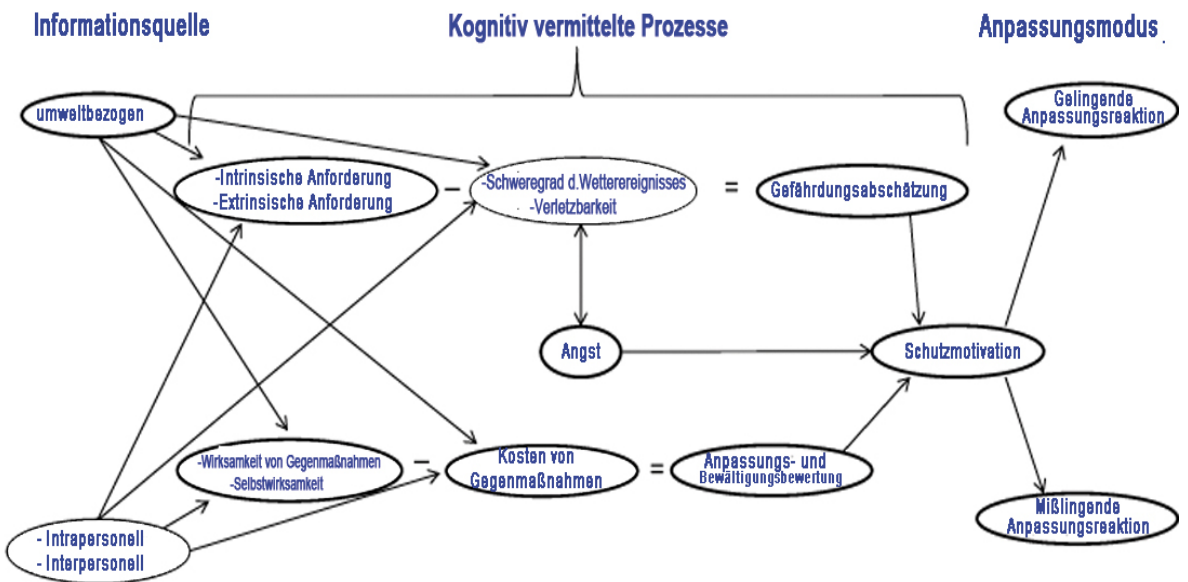 Informationsquelle
Kognitiv vermittelte Prozesse
Anpassungsmodus
umweltbezogen
Gelingende
Anpassungsreaktion
-Intrinsische Anforderung
-Extrinsische Anforderung
–
-Schweregrad d.Wetterereignisses
-Verletzbarkeit
=
Gefährdungsabschätzung
Angst
Schutzmotivation
-Wirksamkeit von Gegenmaßnahmen
-Selbstwirksamkeit
–
Kosten von
Gegenmaßnahmen
=
Anpassungs- und
Bewältigungsbewertung
- Intrapersonell
- Interpersonell
Mißlingende
Anpassungsreaktion